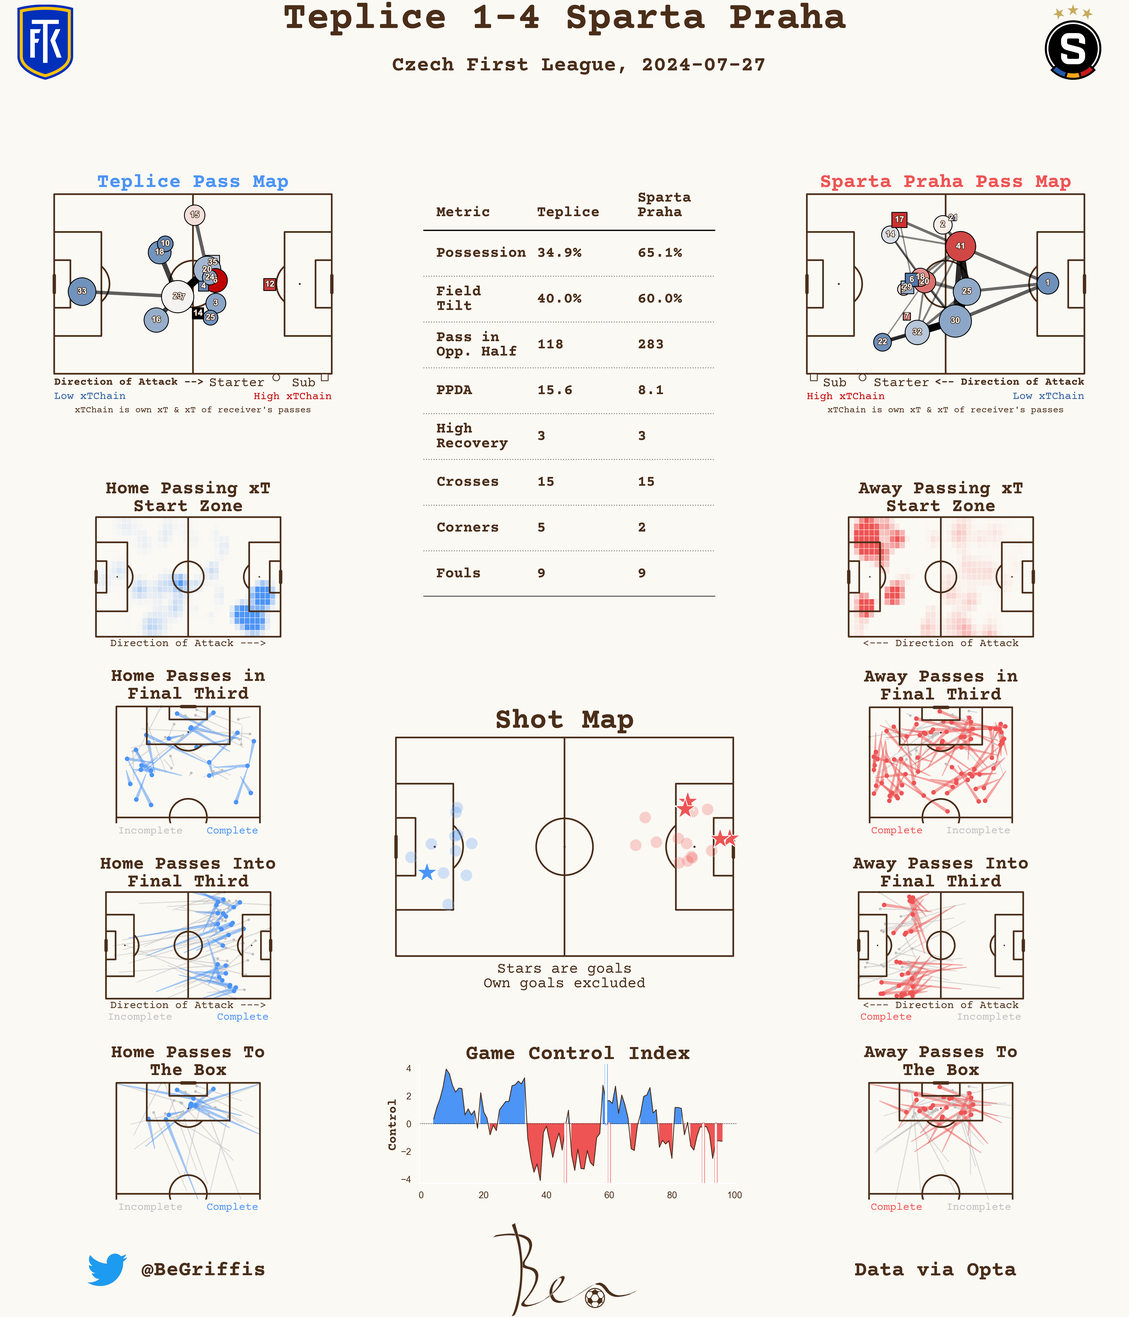 Teplice 1-4 Sparta Praha
Czech First League, 2024-07-27
FTK
S
Teplice Pass Map
15
10
18
35
20
24
4
12
33
237
3
14
25
16
Direction of Attack --> Starter Sub
Low xTChain High xTChain
xTChain is own xT & xT of receiver's passes
Metric Teplice Sparta Praha
Possession 34.9% 65.1%
Field Tilt 40.0% 60.0%
Pass in Opp. Half 118 283
PPDA 15.6 8.1
High Recovery 3 3
Crosses 15 15
Corners 5 2
Fouls 9 9
Sparta Praha Pass Map
17
2
21
14
41
6
18
20
25
1
7
30
32
22
Sub Starter <-- Direction of Attack
High xTChain Low xTChain
xTChain is own xT & xT of receiver's passes
Home Passing xT
Start Zone
Direction of Attack --->
Away Passing xT
Start Zone
<--- Direction of Attack
Home Passes in
Final Third
Incomplete Complete
Away Passes in
Final Third
Complete Incomplete
Shot Map
Stars are goals
Own goals excluded
Home Passes Into
Final Third
Direction of Attack --->
Incomplete Complete
Away Passes Into
Final Third
<--- Direction of Attack
Complete Incomplete
Home Passes To
The Box
Incomplete Complete
Game Control Index
Control
4
2
0
−2
−4
0 20 40 60 80 100
Away Passes To
The Box
Complete Incomplete
@BeGriffis
Ben
Data via Opta